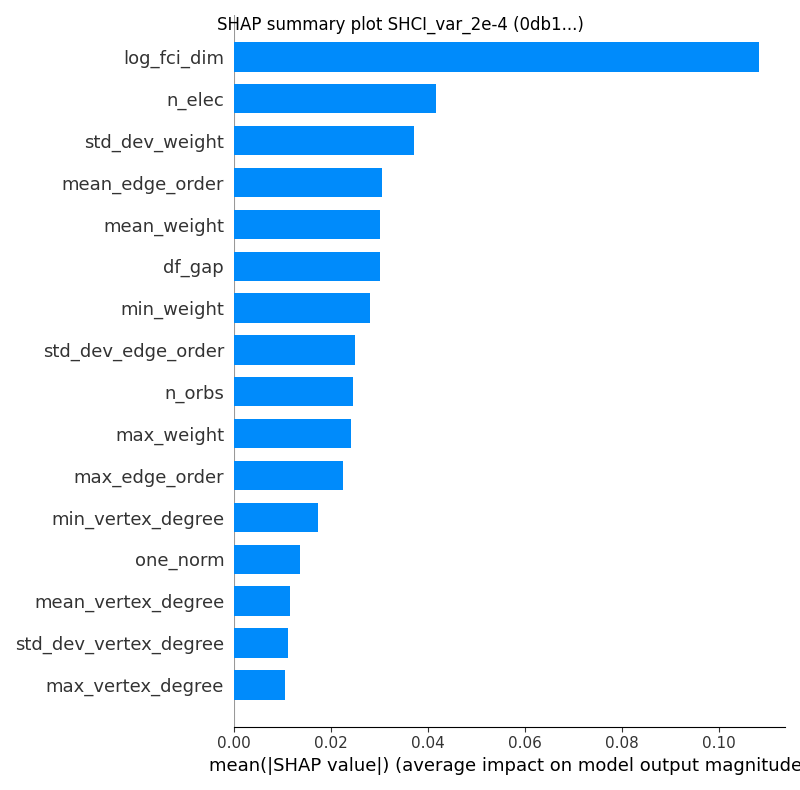 SHAP summary plot SHCI_var_2e-4 (0db1...)
log_fci_dim
n_elec
std_dev_weight
mean_edge_order
mean_weight
df_gap
min_weight
std_dev_edge_order
n_orbs
max_weight
max_edge_order
min_vertex_degree
one_norm
mean_vertex_degree
std_dev_vertex_degree
max_vertex_degree
0.00 0.02 0.04 0.06 0.08 0.10
mean(|SHAP value|) (average impact on model output magnitude